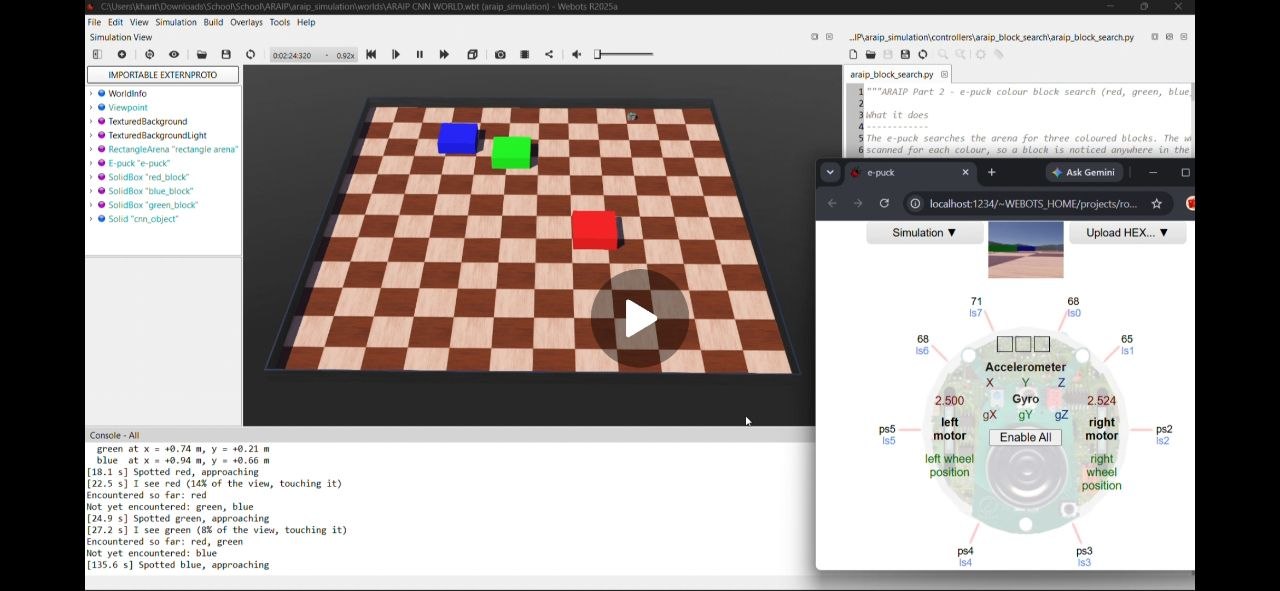 C:\Users\khant\Downloads\School\School\ARAIP\araip_simulation\worlds\ARAIP CNN WORLD.wbt (araip_simulation) - Webots R2025a
File Edit View Simulation Build Overlays Tools Help
Simulation View
...IP\araip_simulation\controllers\araip_block_search\araip_block_search.py
0:02:24:320 - 0.92x
IMPORTABLE EXTERNPROTO
araip_block_search.py
WorldInfo
Viewpoint
TexturedBackground
TexturedBackgroundLight
RectangleArena "rectangle arena"
E-puck "e-puck"
SolidBox "red_block"
SolidBox "blue_block"
SolidBox "green_block"
Solid "cnn_object"
1 """ARAIP Part 2 - e-puck colour block search (red, green, blue
2
3 What it does
4 ------------
5 The e-puck searches the arena for three coloured blocks. The w
6 scanned for each colour, so a block is noticed anywhere in the
e-puck
Ask Gemini
localhost:1234/~WEBOTS_HOME/projects/ro...
Simulation ▼
Upload HEX... ▼
71
ls7
68
ls0
68
ls6
65
ls1
Accelerometer
X Y Z
2.500
Gyro
2.524
gX gY gZ
left motor
right motor
Enable All
ps5
ls5
ps2
ls2
left wheel position
right wheel position
ps4
ls4
ps3
ls3
Console - All
green at x = +0.74 m, y = +0.21 m
blue at x = +0.94 m, y = +0.66 m
[18.1 s] Spotted red, approaching
[22.5 s] I see red (14% of the view, touching it)
Encountered so far: red
Not yet encountered: green, blue
[24.9 s] Spotted green, approaching
[27.2 s] I see green (8% of the view, touching it)
Encountered so far: red, green
Not yet encountered: blue
[135.6 s] Spotted blue, approaching